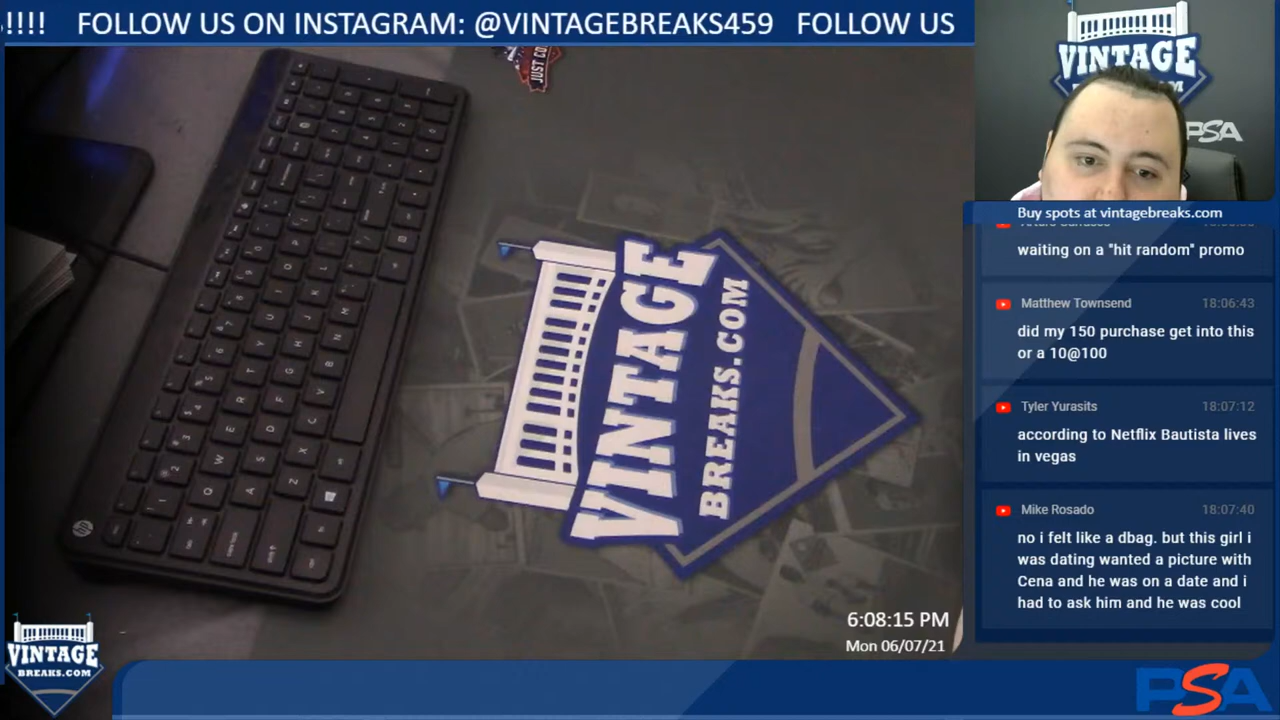 !!!! FOLLOW US ON INSTAGRAM: @VINTAGEBREAKS459 FOLLOW US
VINTAGE
PSA
JUST
Buy spots at vintagebreaks.com
waiting on a "hit random" promo
Matthew Townsend 18:06:43
did my 150 purchase get into this
or a 10@100
Tyler Yurasits 18:07:12
according to Netflix Bautista lives
in vegas
Mike Rosado 18:07:40
no i felt like a dbag. but this girl i
was dating wanted a picture with
Cena and he was on a date and i
had to ask him and he was cool
VINTAGE
BREAKS.COM
hp
6:08:15 PM
Mon 06/07/21
VINTAGE
BREAKS.COM
PSA